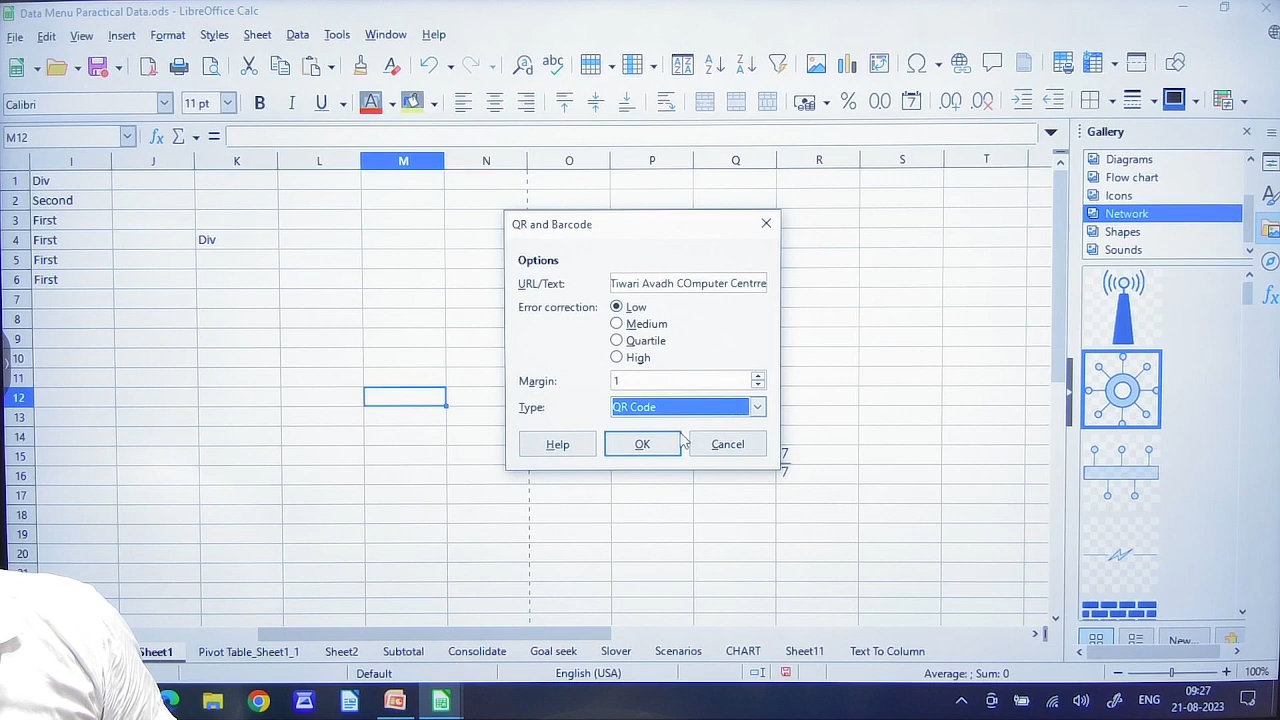 Data Menu Paractical Data.ods - LibreOffice Calc
File Edit View Insert Format Styles Sheet Data Tools Window Help
Calibri 11 pt B I U A
M12 fx Σ =
I J K L M N O P Q R S T
1 Div
2 Second
3 First
4 First Div
5 First
6 First
7
8
9
10
11
12
13
14
15
16
17
18
19
20
7
7
QR and Barcode
Options
URL/Text: Tiwari Avadh COmputer Centrre
Error correction: Low
Medium
Quartile
High
Margin: 1
Type: QR Code
Help OK Cancel
Gallery
Diagrams
Flow chart
Icons
Network
Shapes
Sounds
New...
Sheet1 Pivot Table_Sheet1_1 Sheet2 Subtotal Consolidate Goal seek Slover Scenarios CHART Sheet11 Text To Column
Default English (USA) Average: ; Sum: 0 100%
ENG 09:27
21-08-2023